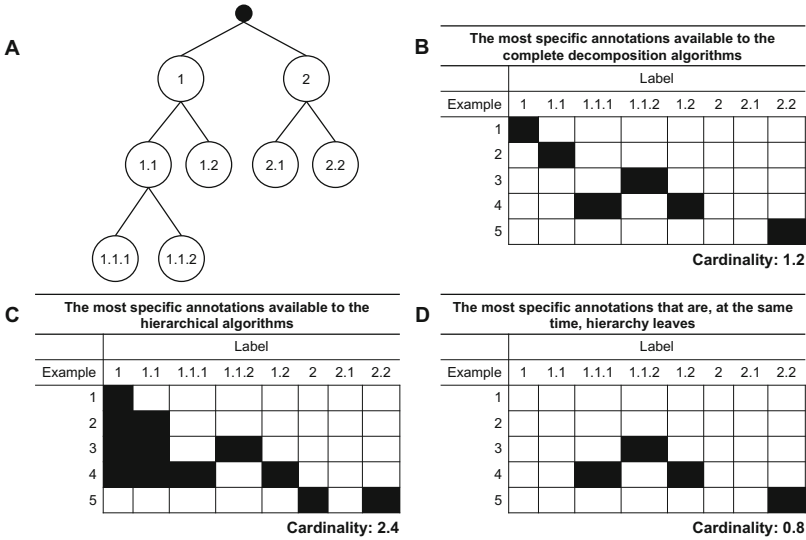 A
1
2
1.1
1.2
2.1
2.2
1.1.1
1.1.2
B
The most specific annotations available to the
complete decomposition algorithms
Label
Example 1 1.1 1.1.1 1.1.2 1.2 2 2.1 2.2
1
2
3
4
5
Cardinality: 1.2
C
The most specific annotations available to the
hierarchical algorithms
Label
Example 1 1.1 1.1.1 1.1.2 1.2 2 2.1 2.2
1
2
3
4
5
Cardinality: 2.4
D
The most specific annotations that are, at the same
time, hierarchy leaves
Label
Example 1 1.1 1.1.1 1.1.2 1.2 2 2.1 2.2
1
2
3
4
5
Cardinality: 0.8